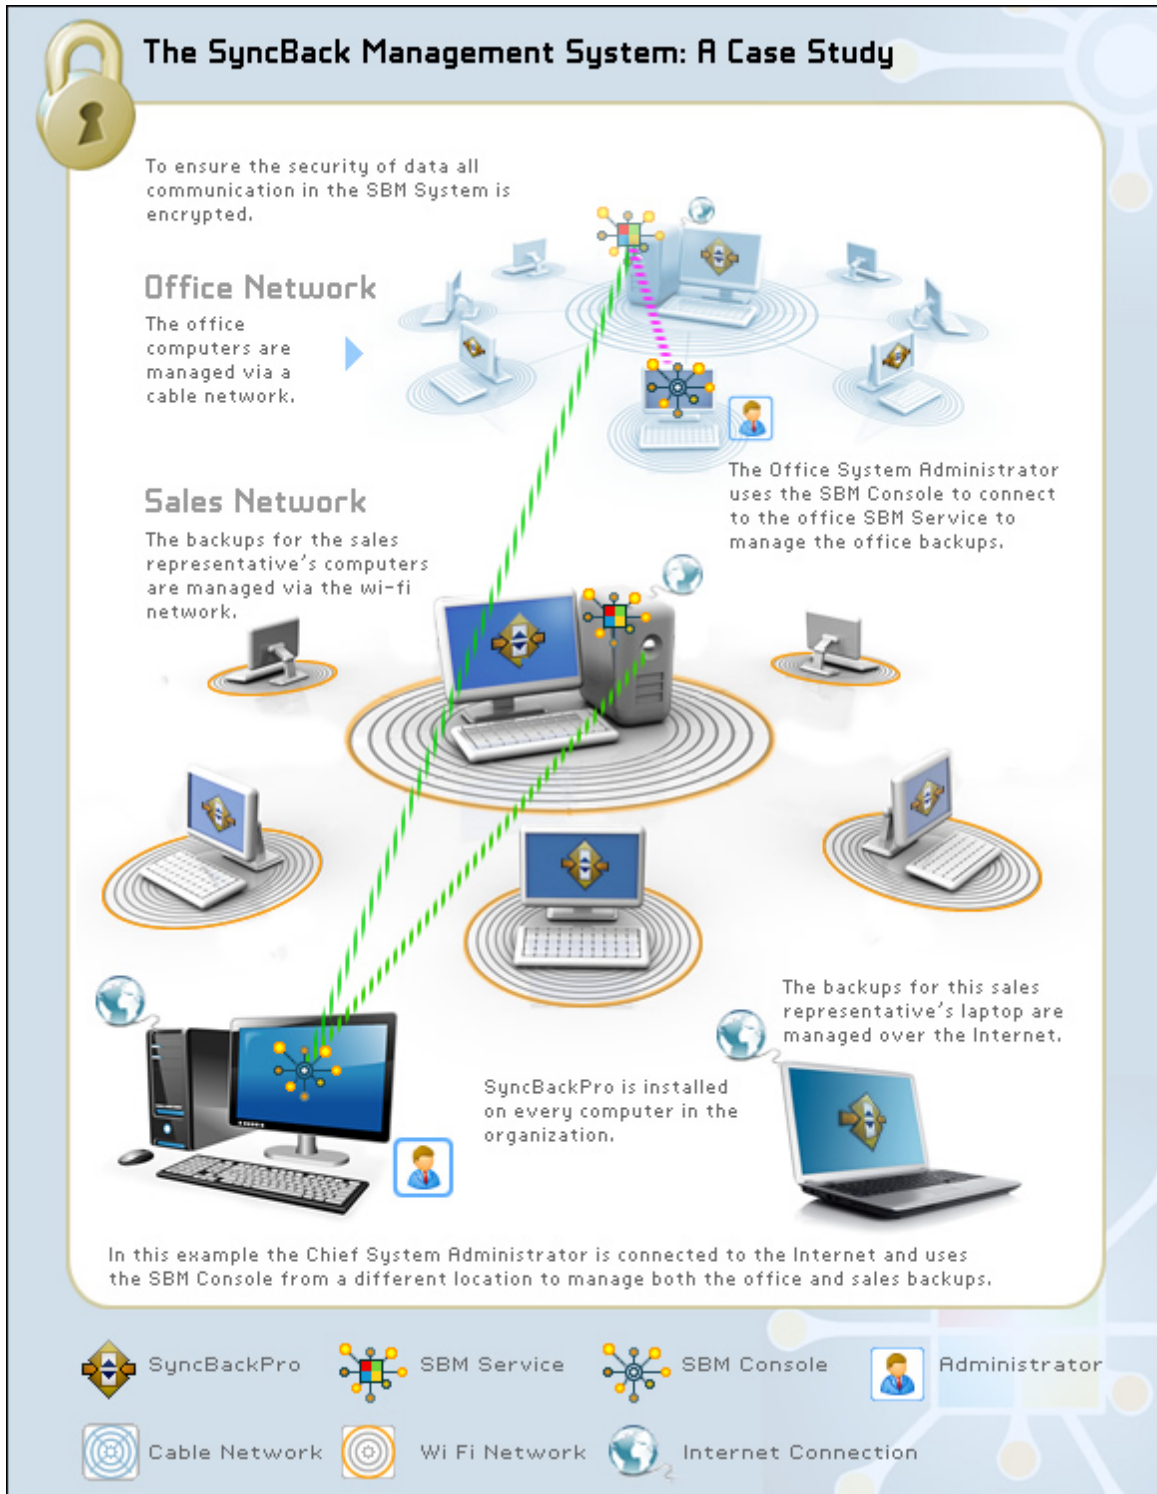 The SyncBack Management System: A Case Study
To ensure the security of data all
communication in the SBM System is
encrypted.
Office Network
The office
computers are
managed via a
cable network.
The Office System Administrator
uses the SBM Console to connect
to the office SBM Service to
manage the office backups.
Sales Network
The backups for the sales
representative's computers
are managed via the wi-fi
network.
The backups for this sales
representative's laptop are
managed over the Internet.
SyncBackPro is installed
on every computer in the
organization.
In this example the Chief System Administrator is connected to the Internet and uses
the SBM Console from a different location to manage both the office and sales backups.
SyncBackPro
SBM Service
SBM Console
Administrator
Cable Network
Wi Fi Network
Internet Connection